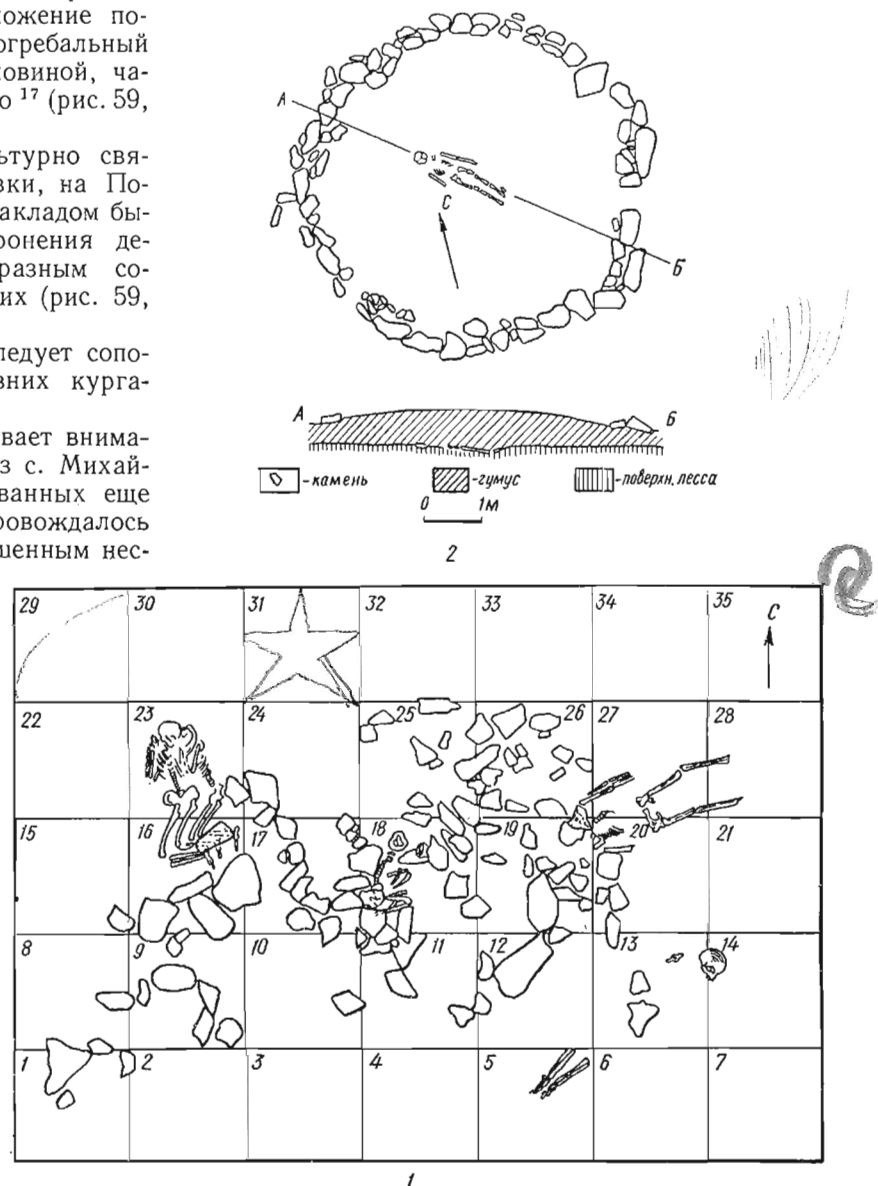 ложение по-
огребальный
ловиной, ча-
о 17 (рис. 59,
льтурно свя-
вки, на По-
акладом бы-
ронения де-
разным со-
их (рис. 59,
ледует сопо-
вних курга-
вает внима-
з с. Михай-
ванных еще
ровождалось
шенным нес-
А
С
Б
А
Б
-камень
-гумус
-поверхн. лесса
0 1м
2
29 30 31 32 33 34 35
С
22 23 24 25 26 27 28
15 16 17 18 19 20 21
8 9 10 11 12 13 14
1 2 3 4 5 6 7
1